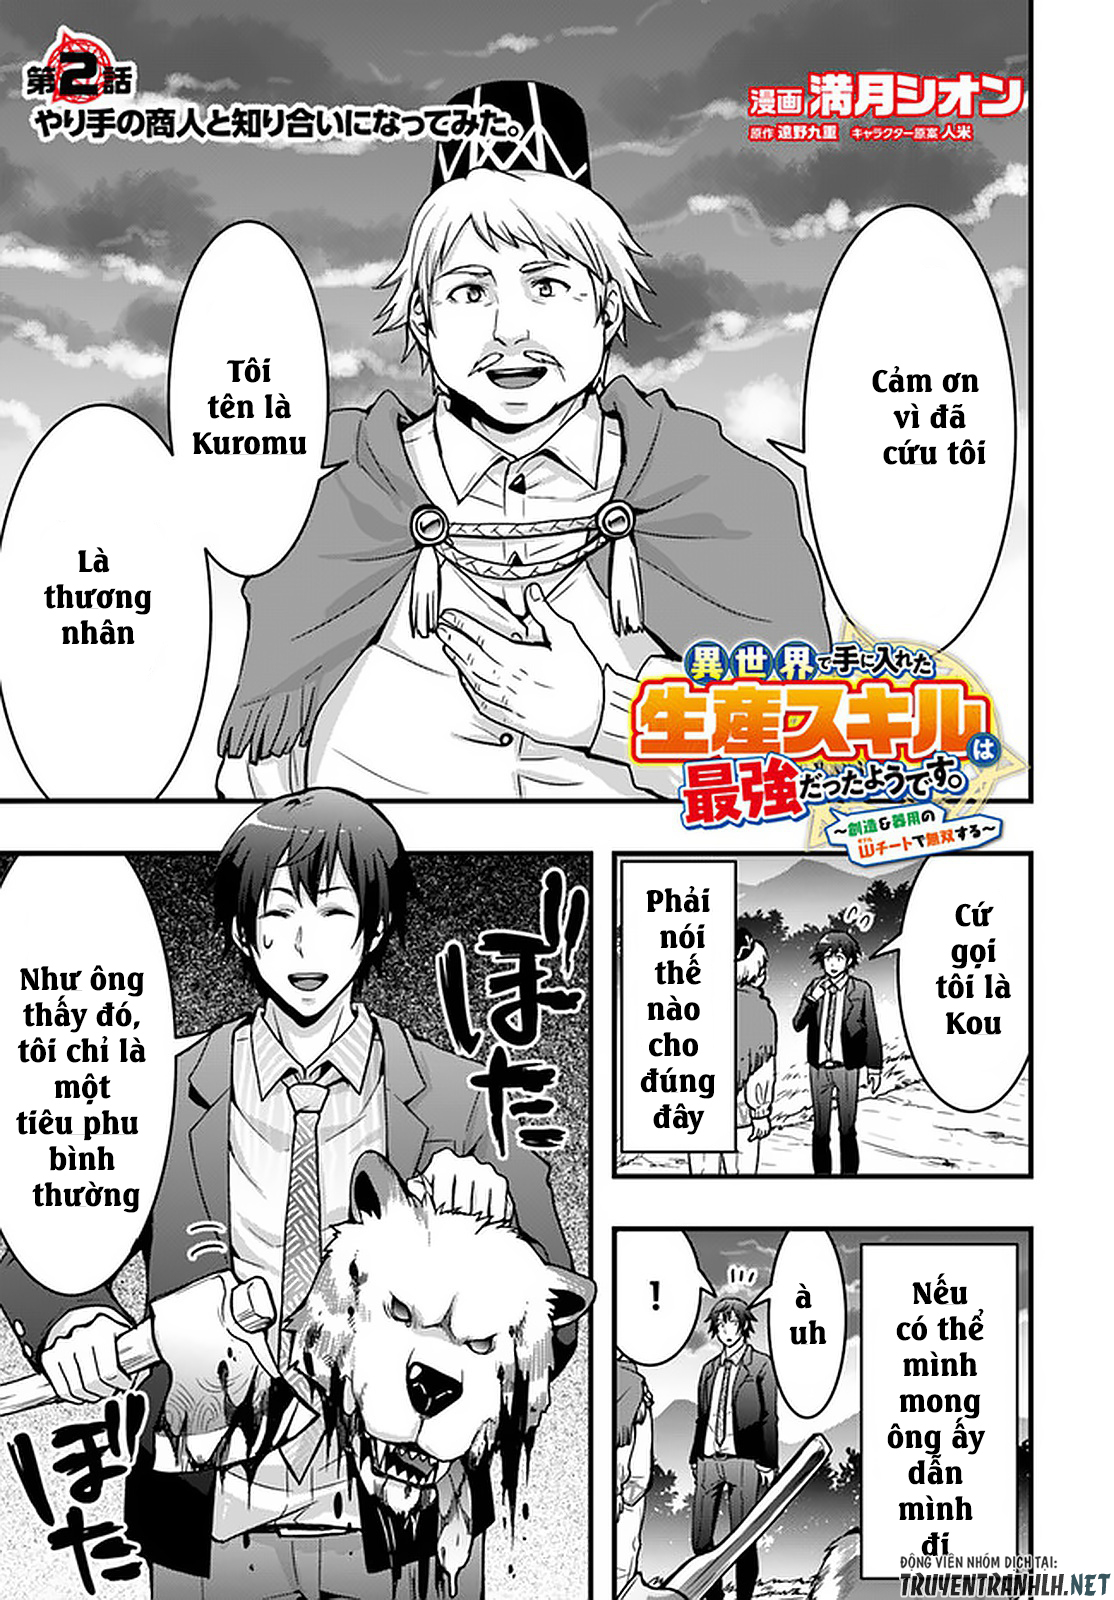 第2話
やり手の商人と知り合いになってみた。
漫画 満月シオン
原作 遠野九重 キャラクター原案 人米
Cảm ơn
vì đã
cứu tôi
Tôi
tên là
Kuromu
Là
thương
nhân
異世界で手に入れた
生産スキルは
最強だったようです。
~創造&器用の
Wチートで無双する~
Cứ
gọi
tôi là
Kou
Phải
nói
thế
nào
cho
đúng
đây
Nếu
có thể
mình
mong
ông ấy
dẫn
mình
đi
à
uh
!
Như ông
thấy đó,
tôi chỉ là
một
tiêu phu
bình
thường
ぼた
ぼた
ĐỘNG VIÊN NHÓM DỊCH TẠI:
TRUYENTRANHLH.NET